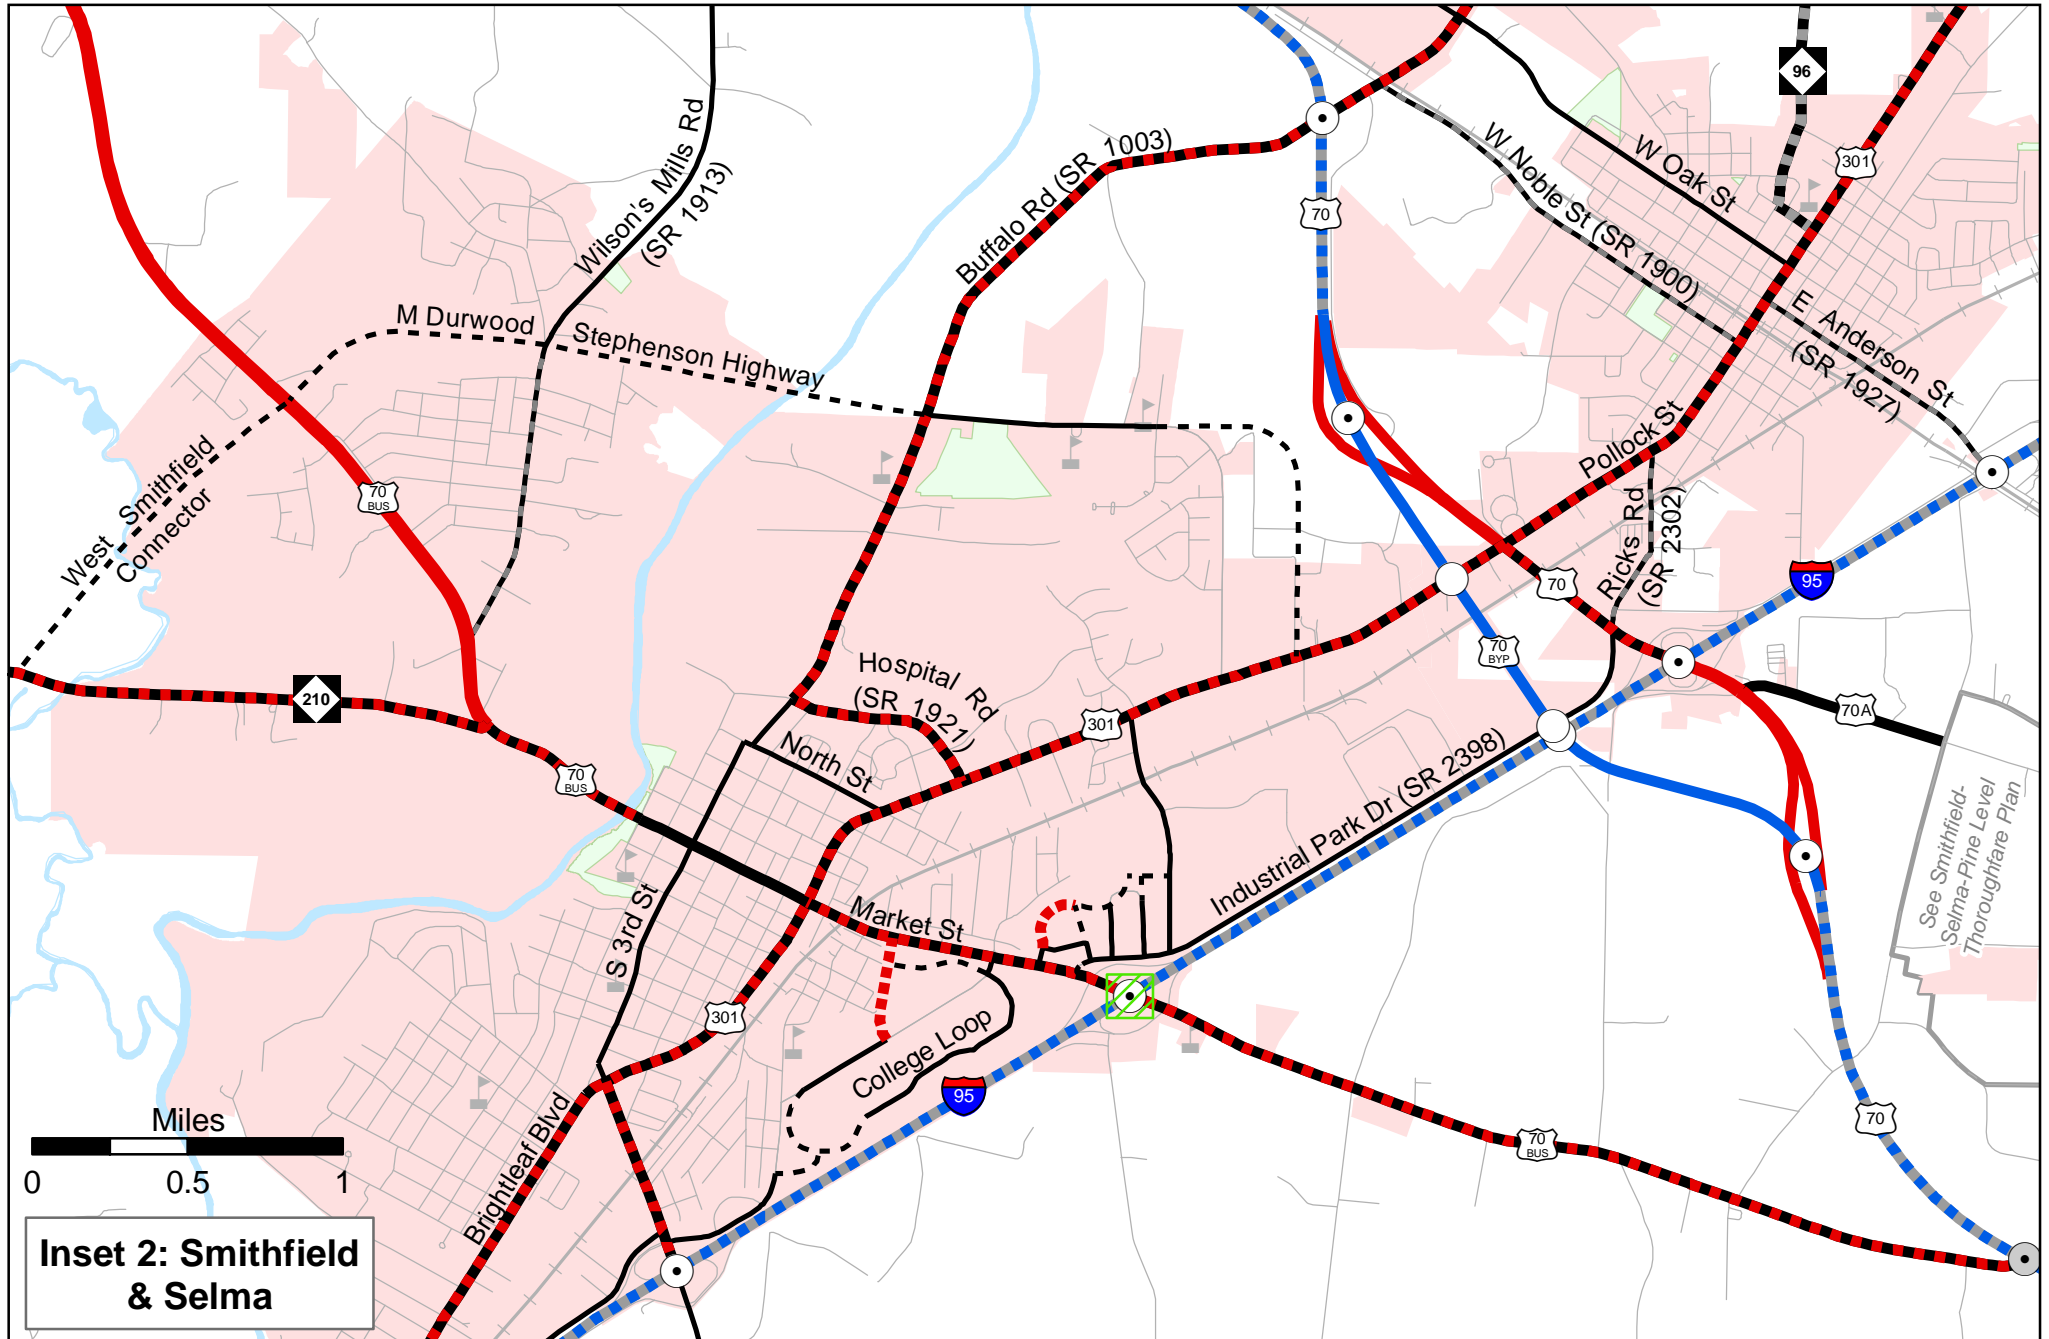 96
301
W Oak St
W Noble St (SR 1900)
Wilson's Mills Rd
(SR 1913)
Buffalo Rd (SR 1003)
70
M Durwood
Stephenson Highway
E Anderson St
(SR 1927)
Pollock St
West Smithfield
Connector
70
BUS
Ricks Rd
(SR 2302)
95
70
70
BYP
Hospital Rd
(SR 1921)
210
301
70A
North St
70
BUS
Industrial Park Dr (SR 2398)
See Smithfield-
Selma-Pine Level
Thoroughfare Plan
Market St
S 3rd St
301
College Loop
95
70
70
BUS
Brightleaf Blvd
Miles
0
0.5
1
Inset 2: Smithfield
& Selma